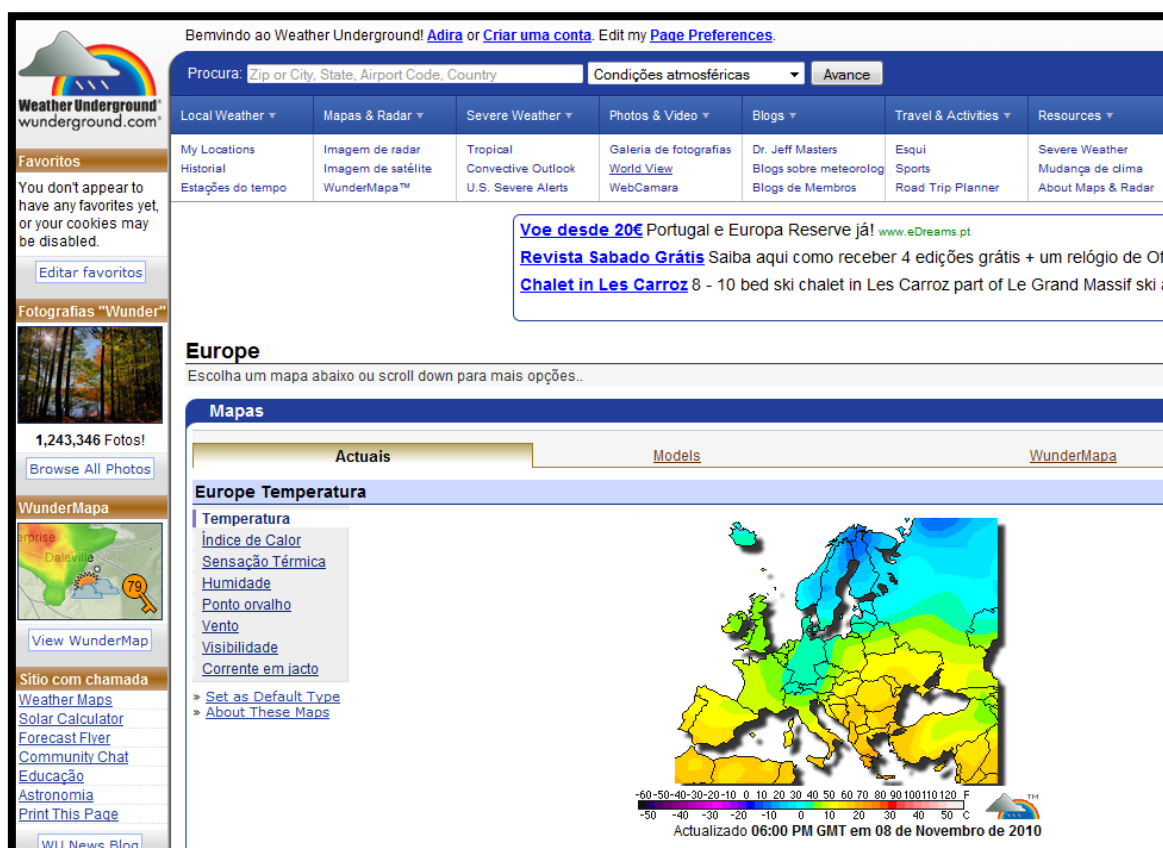 Bemvindo ao Weather Underground! Adira or Criar uma conta. Edit my Page Preferences.
Weather Underground®
wunderground.com®
Procura: Zip or City, State, Airport Code, Country Condições atmosféricas Avance
Local Weather Mapas & Radar Severe Weather Photos & Video Blogs Travel & Activities Resources
My Locations Imagem de radar Tropical Galeria de fotografias Dr. Jeff Masters Esqui Severe Weather
Historial Imagem de satélite Convective Outlook World View Blogs sobre meteorolog Sports Mudança de clima
Estações do tempo WunderMapa™ U.S. Severe Alerts WebCamara Blogs de Membros Road Trip Planner About Maps & Radar
Favoritos
You don't appear to
have any favorites yet,
or your cookies may
be disabled.
Editar favoritos
Fotografias "Wunder"
1,243,346 Fotos!
Browse All Photos
WunderMapa
erprise
Daleville
79
View WunderMap
Sítio com chamada
Weather Maps
Solar Calculator
Forecast Flyer
Community Chat
Educação
Astronomia
Print This Page
WU News Blog
Voe desde 20€ Portugal e Europa Reserve já! www.eDreams.pt
Revista Sabado Grátis Saiba aqui como receber 4 edições grátis + um relógio de Of
Chalet in Les Carroz 8 - 10 bed ski chalet in Les Carroz part of Le Grand Massif ski a
Europe
Escolha um mapa abaixo ou scroll down para mais opções..
Mapas
Actuais Models WunderMapa
Europe Temperatura
Temperatura
Índice de Calor
Sensação Térmica
Humidade
Ponto orvalho
Vento
Visibilidade
Corrente em jacto
» Set as Default Type
» About These Maps
-60 -50 -40 -30 -20 -10 0 10 20 30 40 50 60 70 80 90 100 110 120 F
-50 -40 -30 -20 -10 0 10 20 30 40 50 C
TM
Actualizado 06:00 PM GMT em 08 de Novembro de 2010